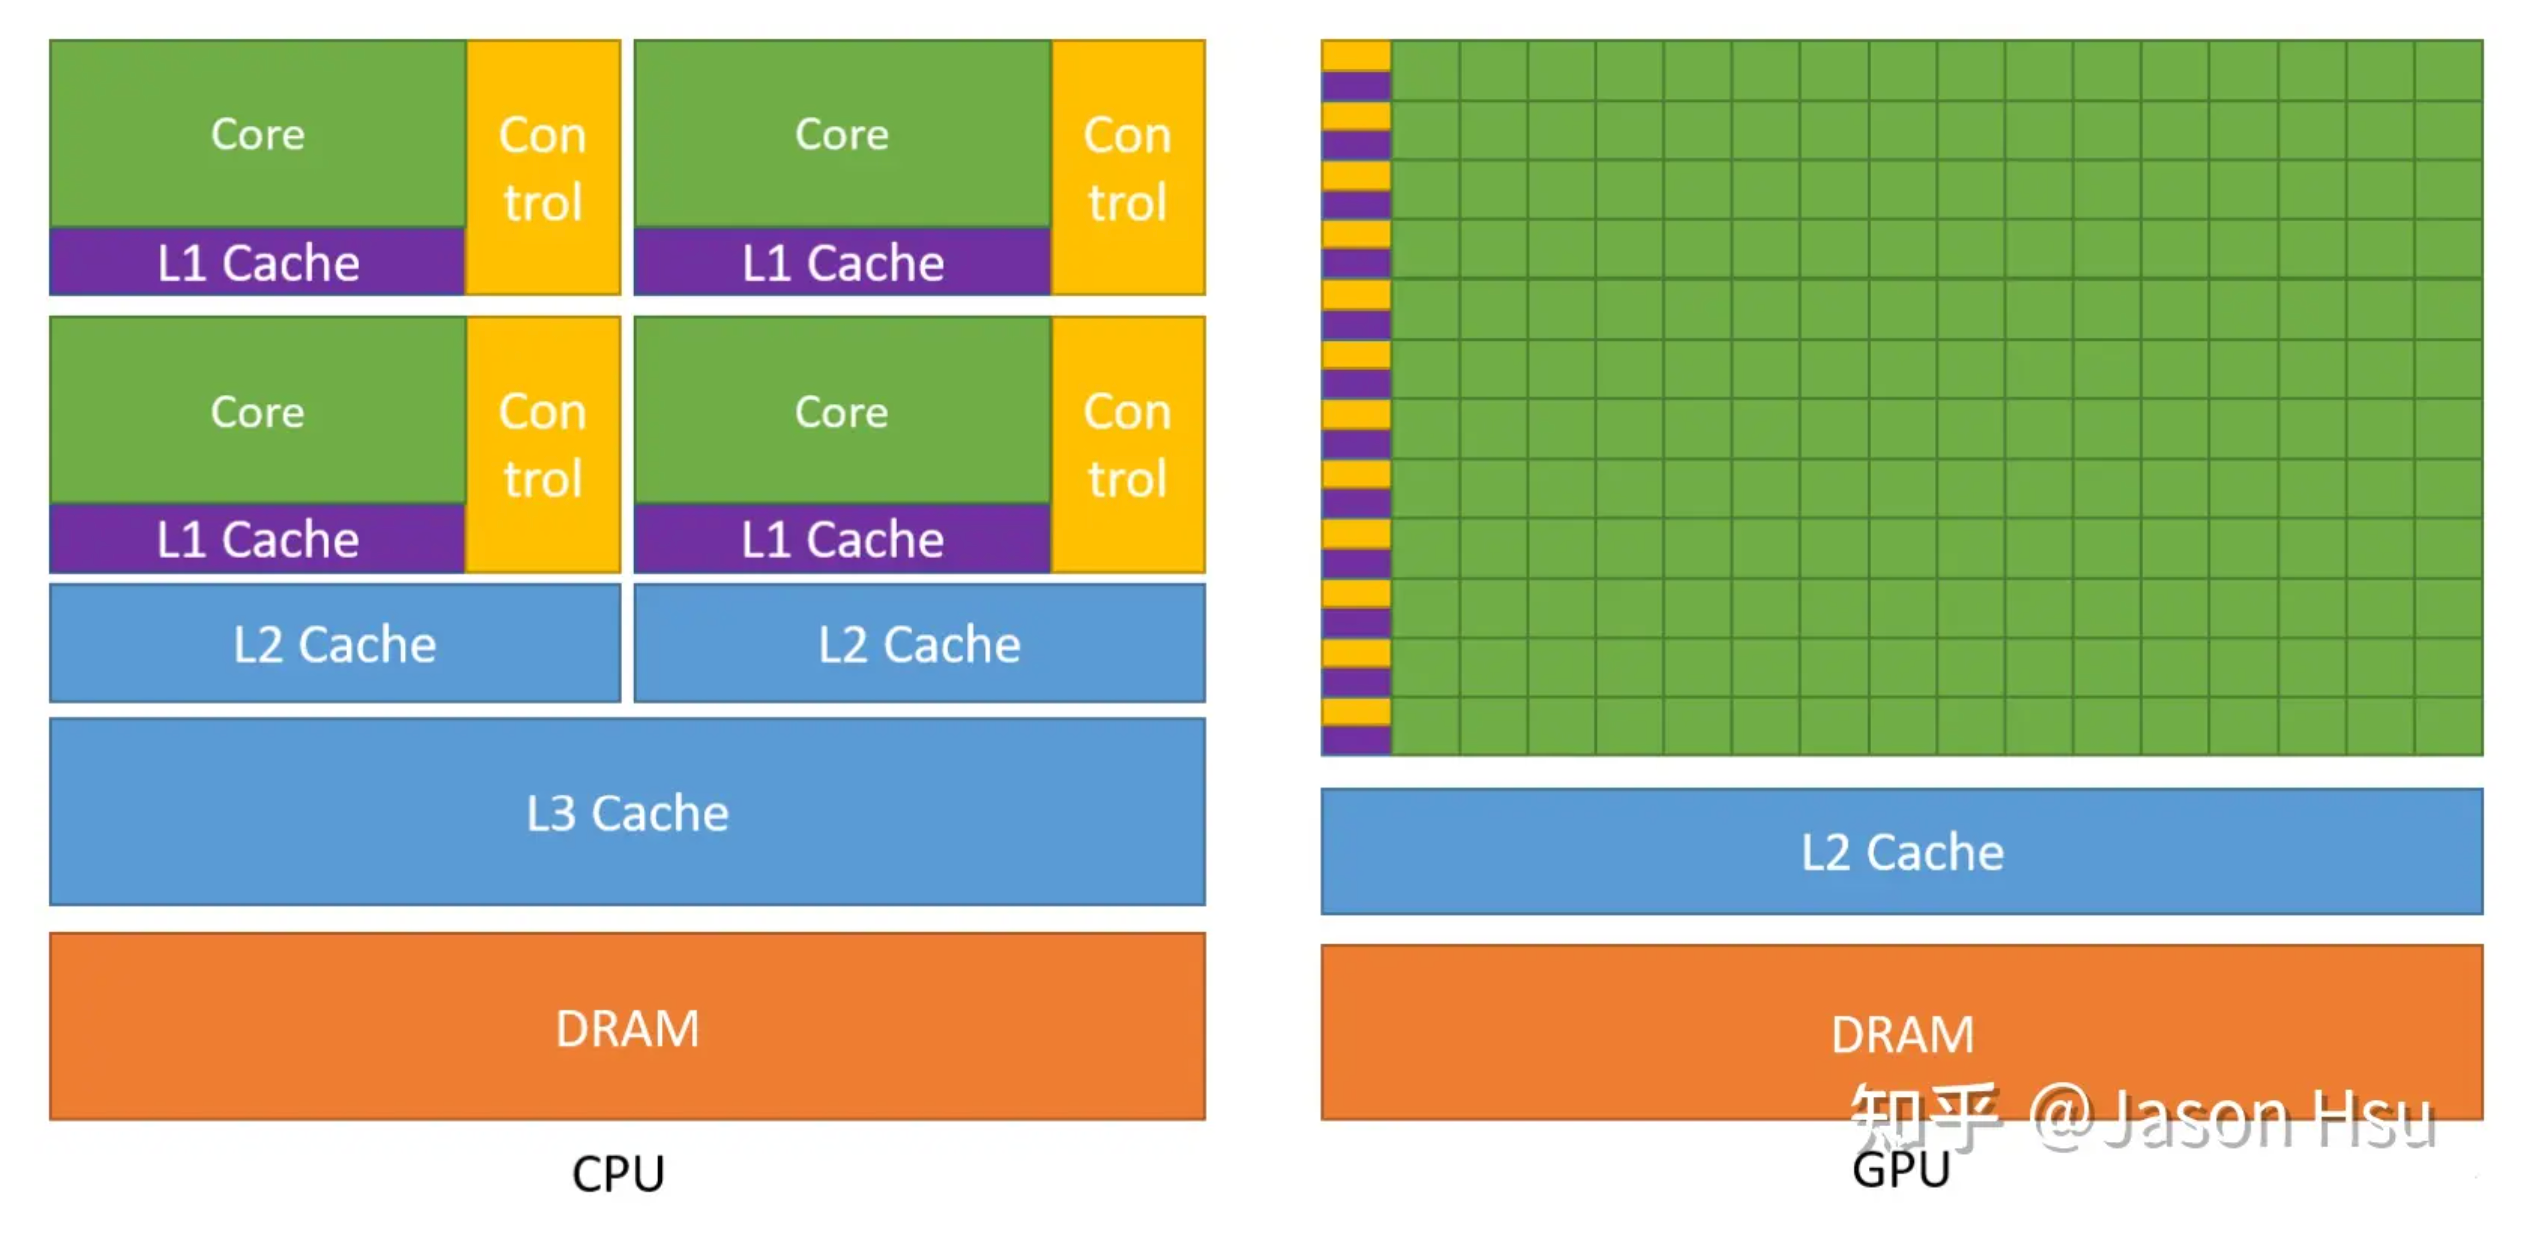 Core
Con
trol
L1 Cache
Core
Con
trol
L1 Cache
Core
Con
trol
L1 Cache
Core
Con
trol
L1 Cache
L2 Cache
L2 Cache
L3 Cache
DRAM
CPU
L2 Cache
DRAM
知乎 @Jason Hsu
GPU